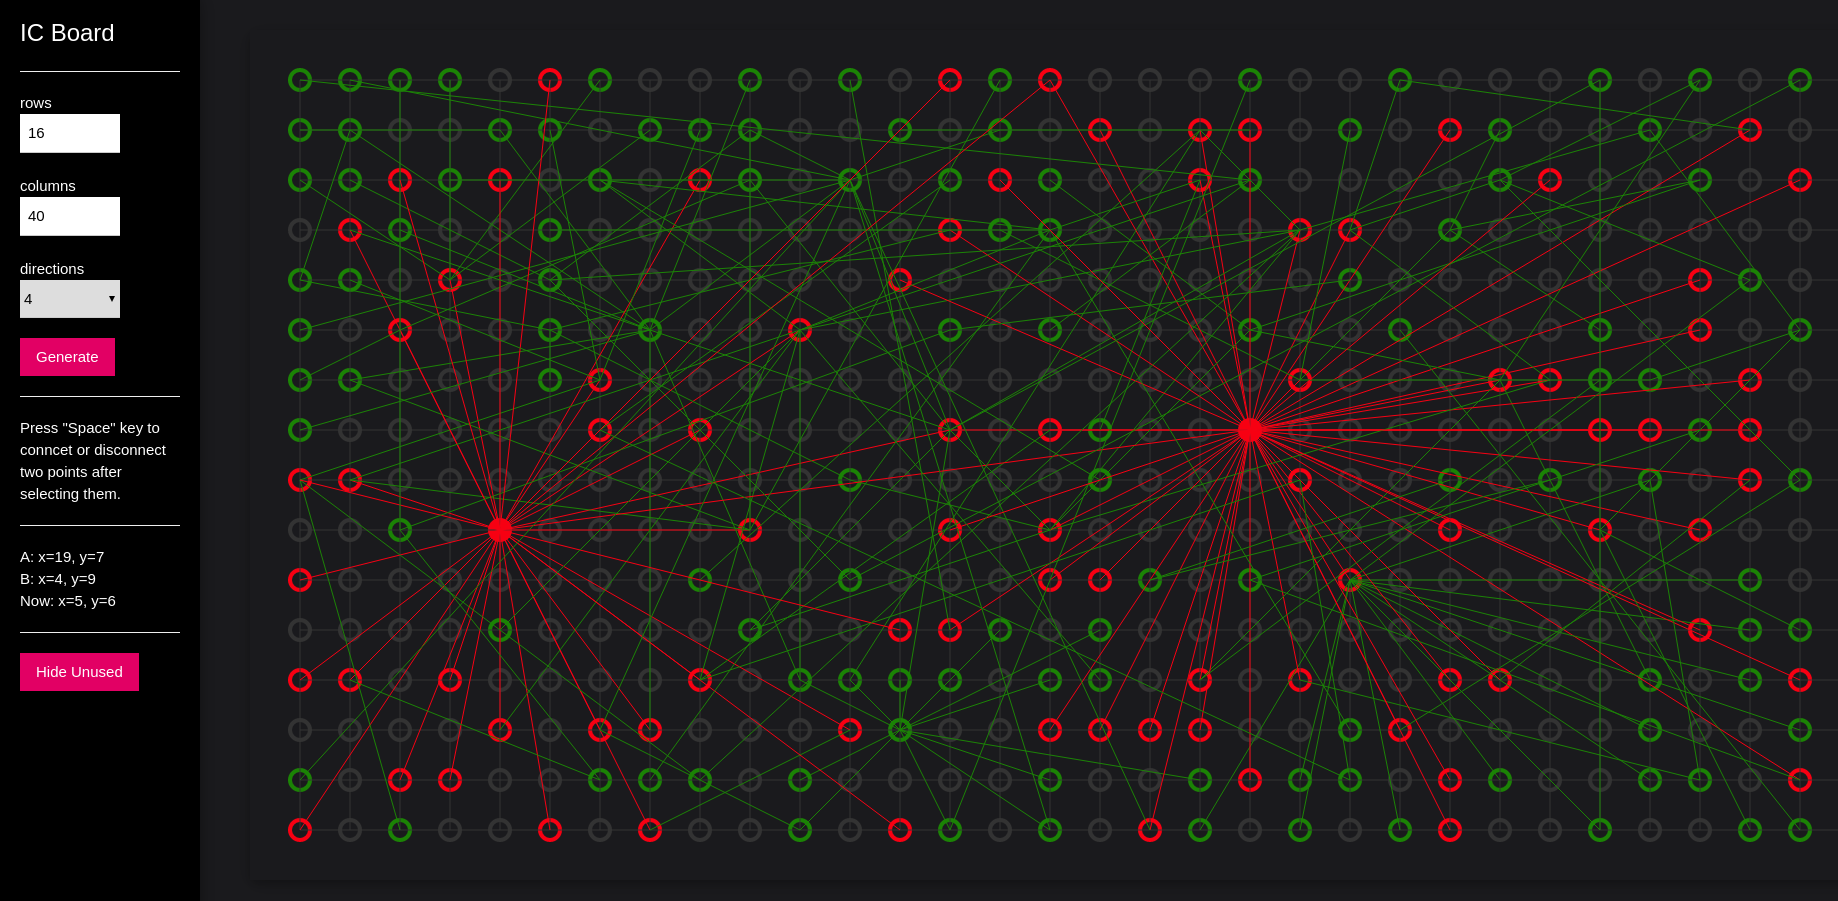 IC Board
rows
16
columns
40
directions
4
Generate
Press "Space" key to
conncet or disconnect
two points after
selecting them.
A: x=19, y=7
B: x=4, y=9
Now: x=5, y=6
Hide Unused